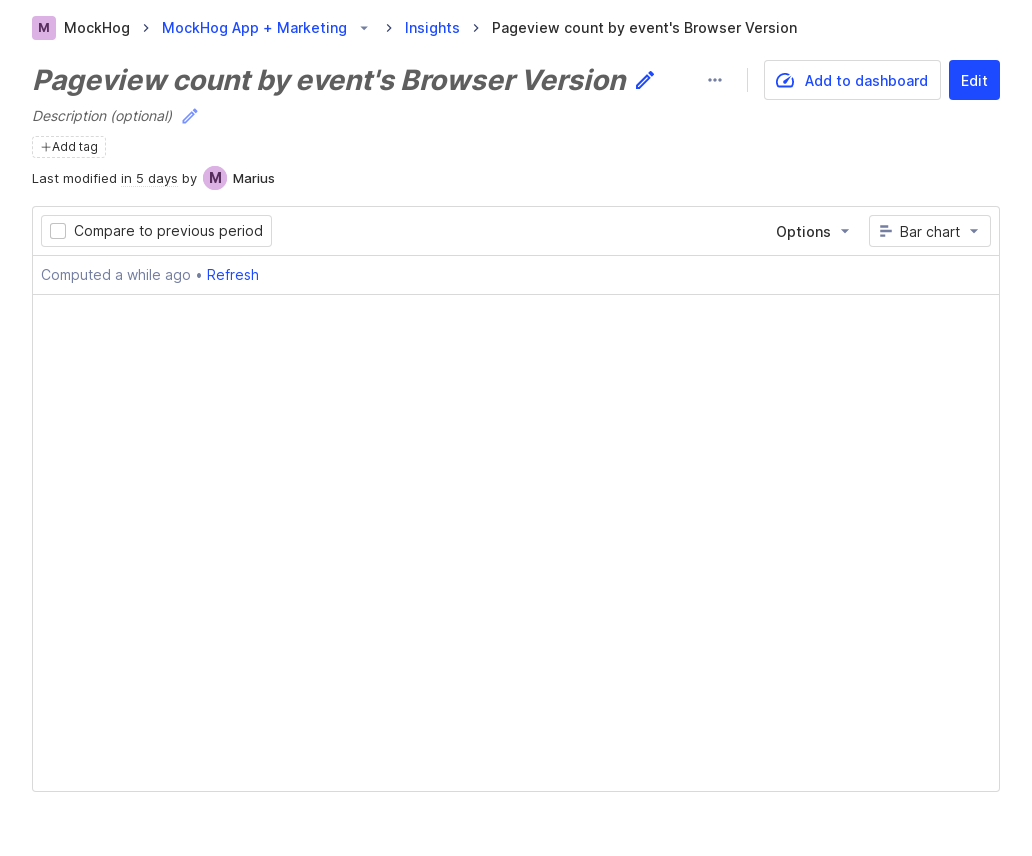 M MockHog MockHog App + Marketing Insights Pageview count by event's Browser Version
Pageview count by event's Browser Version
Add to dashboard
Edit
Description (optional)
+Add tag
Last modified in 5 days by M Marius
Compare to previous period
Options
Bar chart
Computed a while ago • Refresh